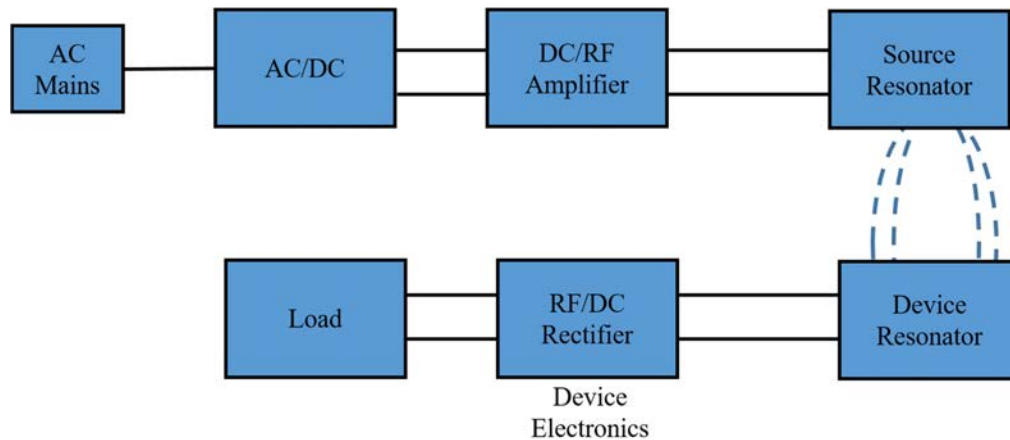 AC
Mains
AC/DC
DC/RF
Amplifier
Source
Resonator
Load
RF/DC
Rectifier
Device
Resonator
Device
Electronics